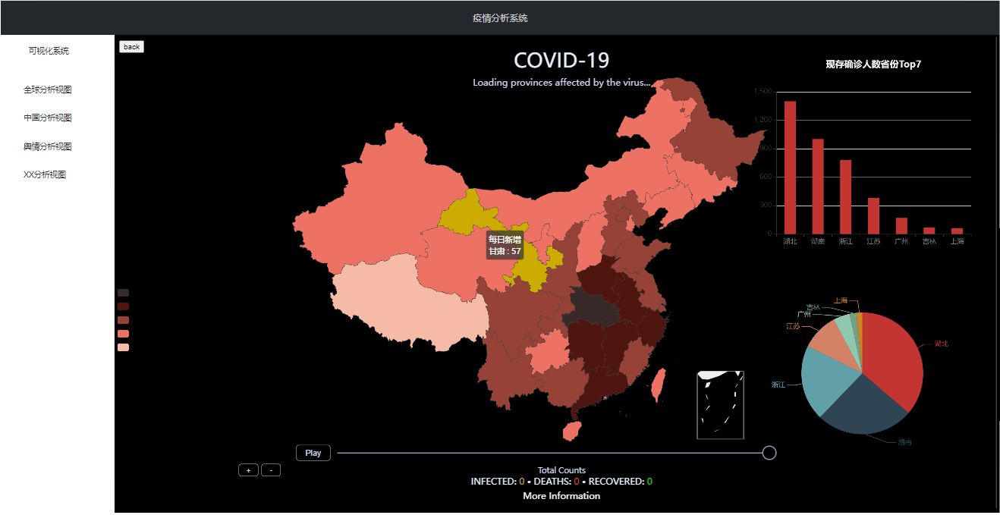 疫情分析系统
可视化系统
全球分析视图
中国分析视图
舆情分析视图
XX分析视图
back
COVID-19
Loading provinces affected by the virus...
每日新增
甘肃 : 57
Play
+
-
Total Counts
INFECTED: 0 • DEATHS: 0 • RECOVERED: 0
More Information
现存确诊人数省份Top7
1,500
1,200
900
600
300
0
湖北
湖南
浙江
江苏
广州
吉林
上海
上海
吉林
广州
江苏
浙江
湖北
湖南